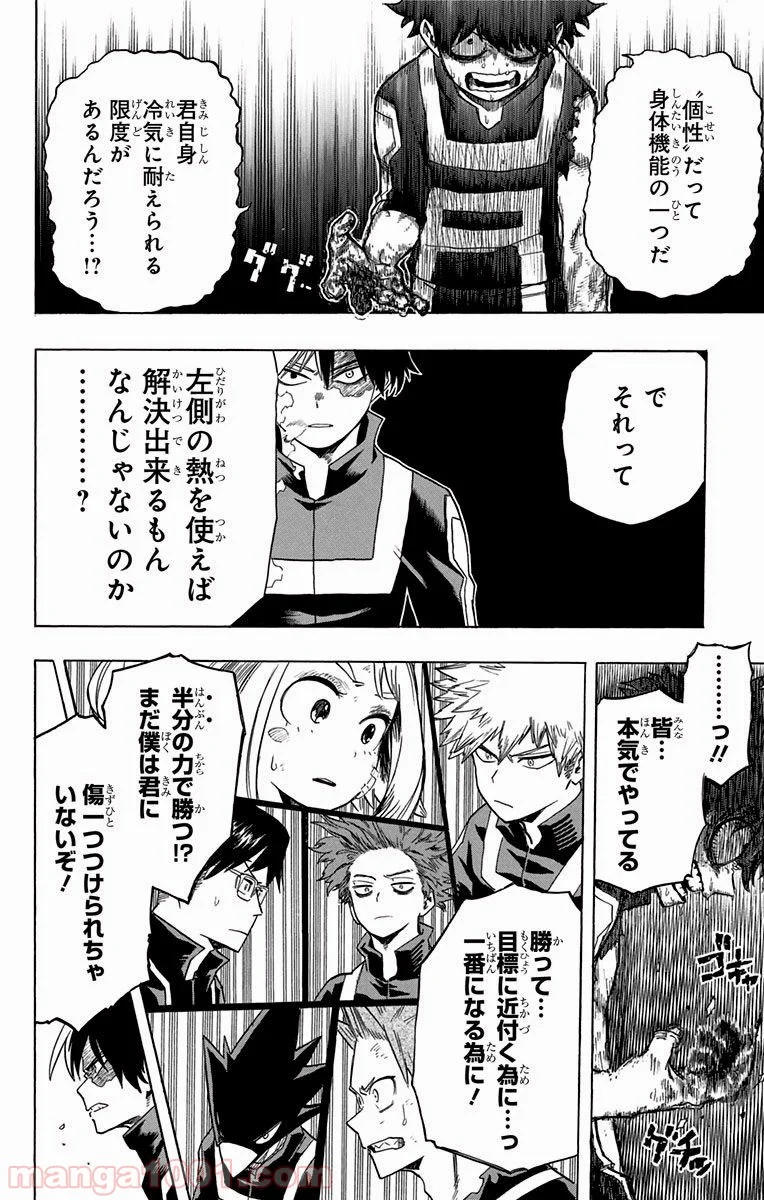 〝個性〟だって
身体機能の一つだ
君自身
冷気に耐えられる
限度が
あるんだろう…!?
グググ
で
それって
左側の熱を使えば
解決出来るもん
なんじゃないのか
…………?
……っ!!
皆…
本気でやってる
ゴキャ
ゲキッ
勝って…
目標に近付く為に…っ
一番になる為に!
半分の力で勝つ!?
まだ僕は君に
傷一つつけられちゃ
いないぞ!
manga1001.com